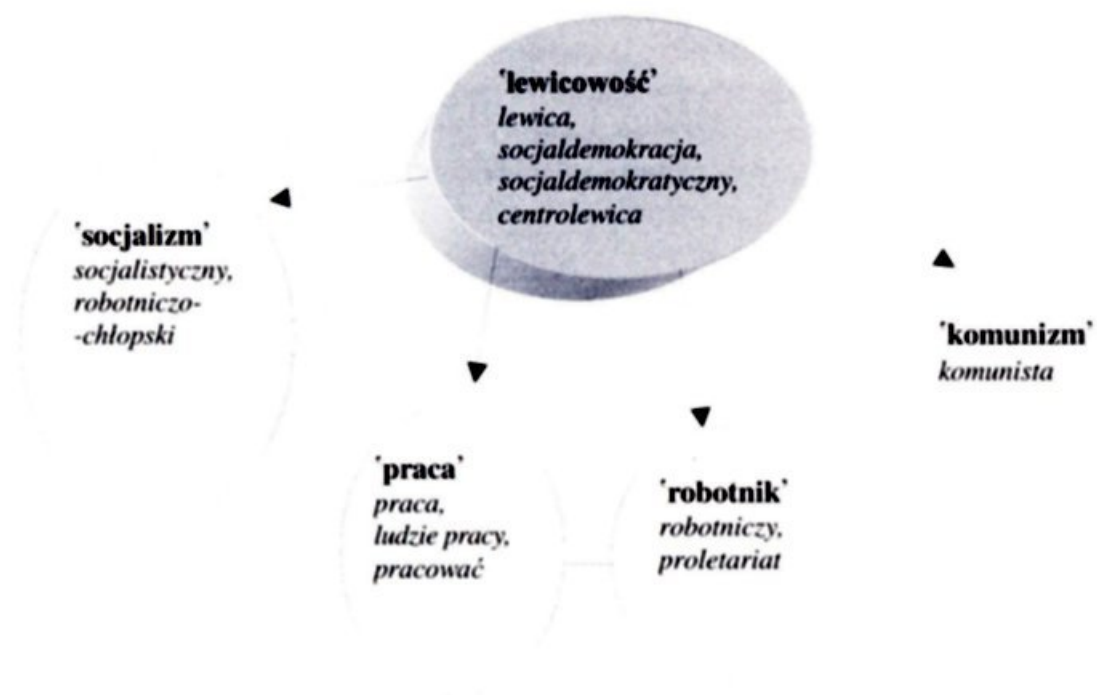 'lewicowość'
lewica,
socjaldemokracja,
socjaldemokratyczny,
centrolewica
'socjalizm'
socjalistyczny,
robotniczo-
-chłopski
'praca'
praca,
ludzie pracy,
pracować
'robotnik'
robotniczy,
proletariat
'komunizm'
komunista